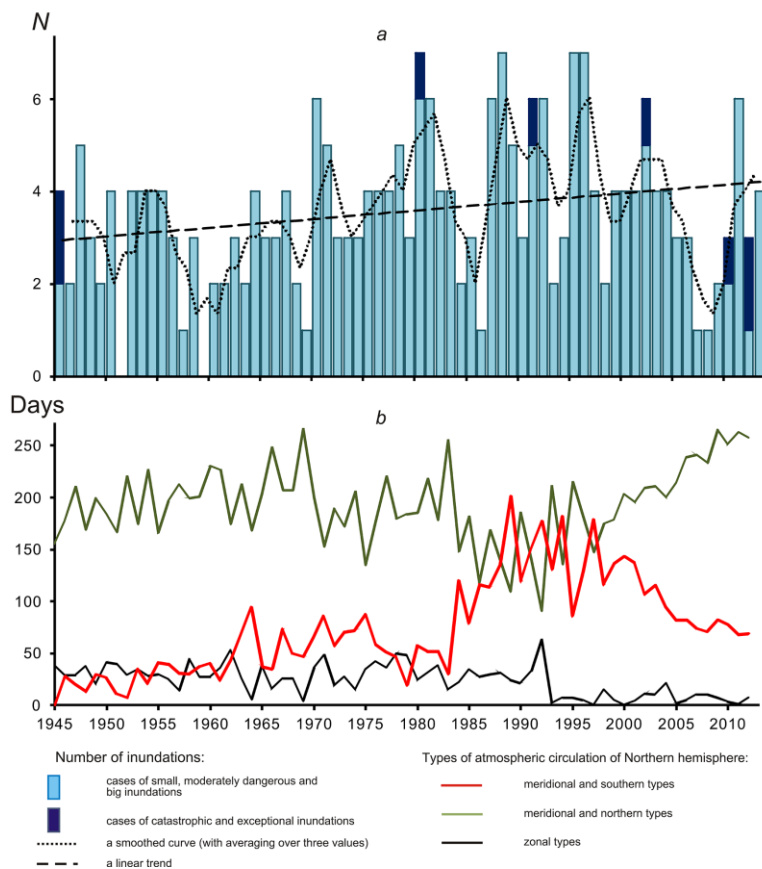 N
a
6
4
2
0
Days
b
250
200
150
100
50
0
1945 1950 1955 1960 1965 1970 1975 1980 1985 1990 1995 2000 2005 2010
Number of inundations:
cases of small, moderately dangerous and
big inundations
cases of catastrophic and exceptional inundations
a smoothed curve (with averaging over three values)
a linear trend
Types of atmospheric circulation of Northern hemisphere:
meridional and southern types
meridional and northern types
zonal types